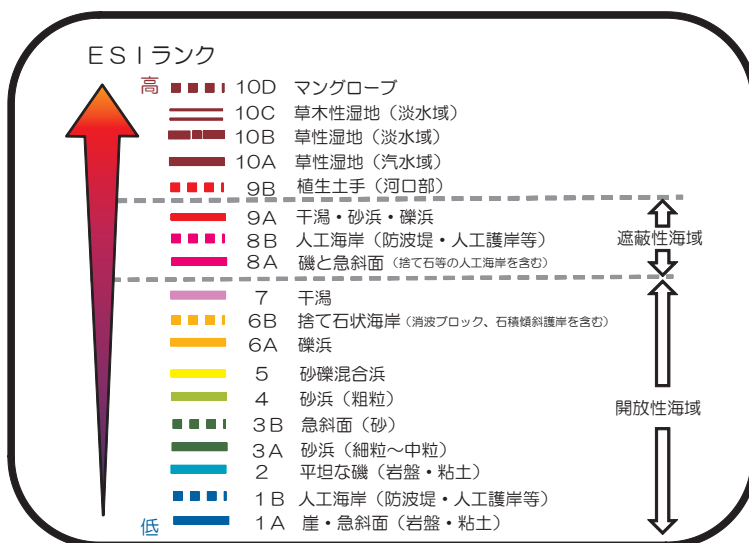 ESIランク
高 10D マングローブ
10C 草木性湿地（淡水域）
10B 草性湿地（淡水域）
10A 草性湿地（汽水域）
9B 植生土手（河口部）
9A 干潟・砂浜・礫浜
8B 人工海岸（防波堤・人工護岸等）
遮蔽性海域
8A 磯と急斜面（捨て石等の人工海岸を含む）
7 干潟
6B 捨て石状海岸（消波ブロック、石積傾斜護岸を含む）
6A 礫浜
5 砂礫混合浜
4 砂浜（粗粒）
開放性海域
3B 急斜面（砂）
3A 砂浜（細粒～中粒）
2 平坦な磯（岩盤・粘土）
1B 人工海岸（防波堤・人工護岸等）
低 1A 崖・急斜面（岩盤・粘土）